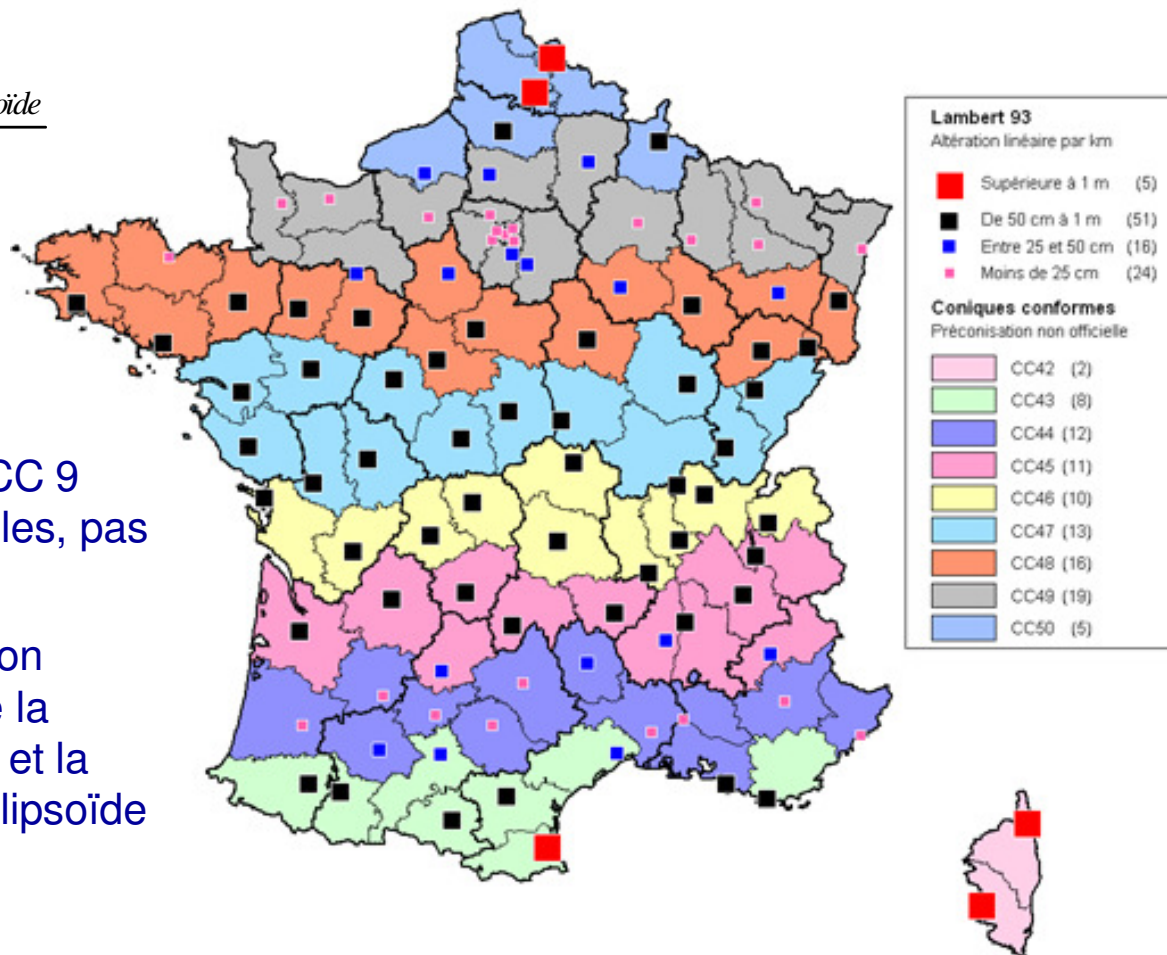 oïde
CC 9
les, pas
on
e la
et la
lipsoïde
Lambert 93
Altération linéaire par km
Supérieure à 1 m (5)
De 50 cm à 1 m (51)
Entre 25 et 50 cm (16)
Moins de 25 cm (24)
Coniques conformes
Préconisation non officielle
CC42 (2)
CC43 (8)
CC44 (12)
CC45 (11)
CC46 (10)
CC47 (13)
CC48 (16)
CC49 (19)
CC50 (5)